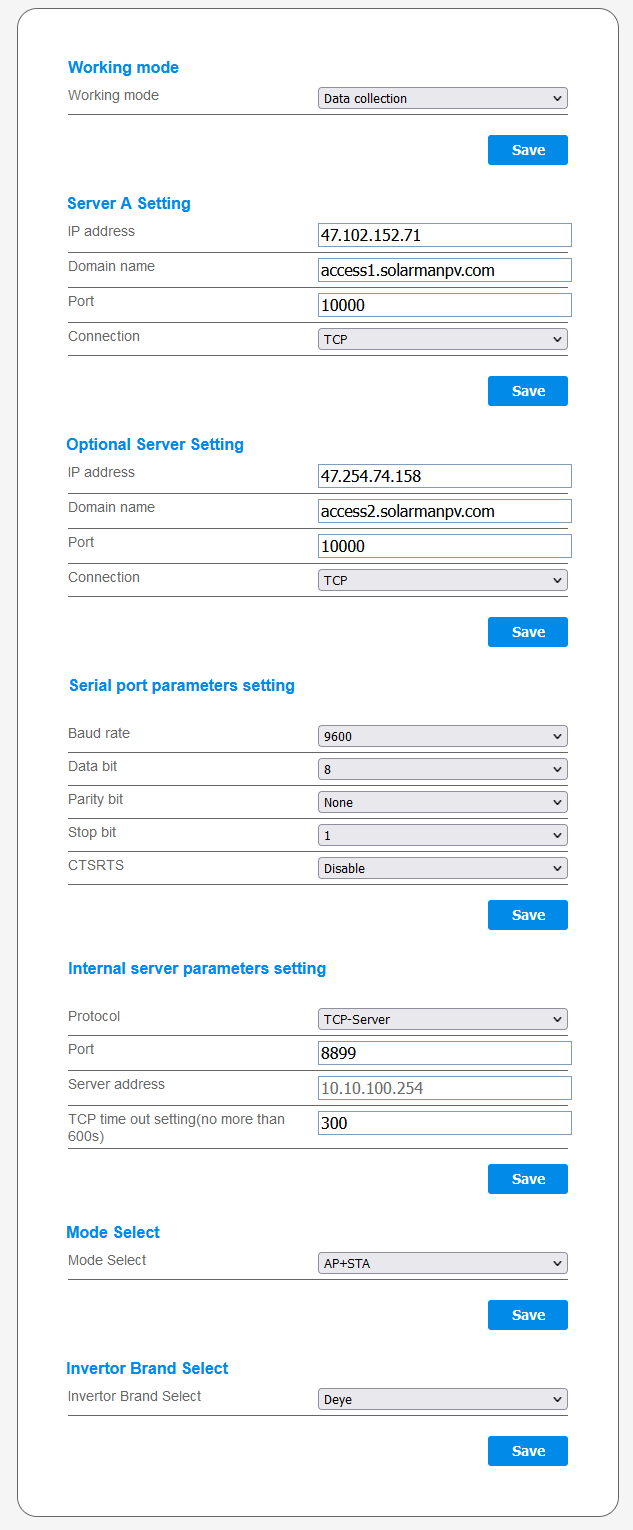 Working mode
Working mode Data collection
Save
Server A Setting
IP address 47.102.152.71
Domain name access1.solarmanpv.com
Port 10000
Connection TCP
Save
Optional Server Setting
IP address 47.254.74.158
Domain name access2.solarmanpv.com
Port 10000
Connection TCP
Save
Serial port parameters setting
Baud rate 9600
Data bit 8
Parity bit None
Stop bit 1
CTSRTS Disable
Save
Internal server parameters setting
Protocol TCP-Server
Port 8899
Server address 10.10.100.254
TCP time out setting(no more than 300
600s)
Save
Mode Select
Mode Select AP+STA
Save
Invertor Brand Select
Invertor Brand Select Deye
Save